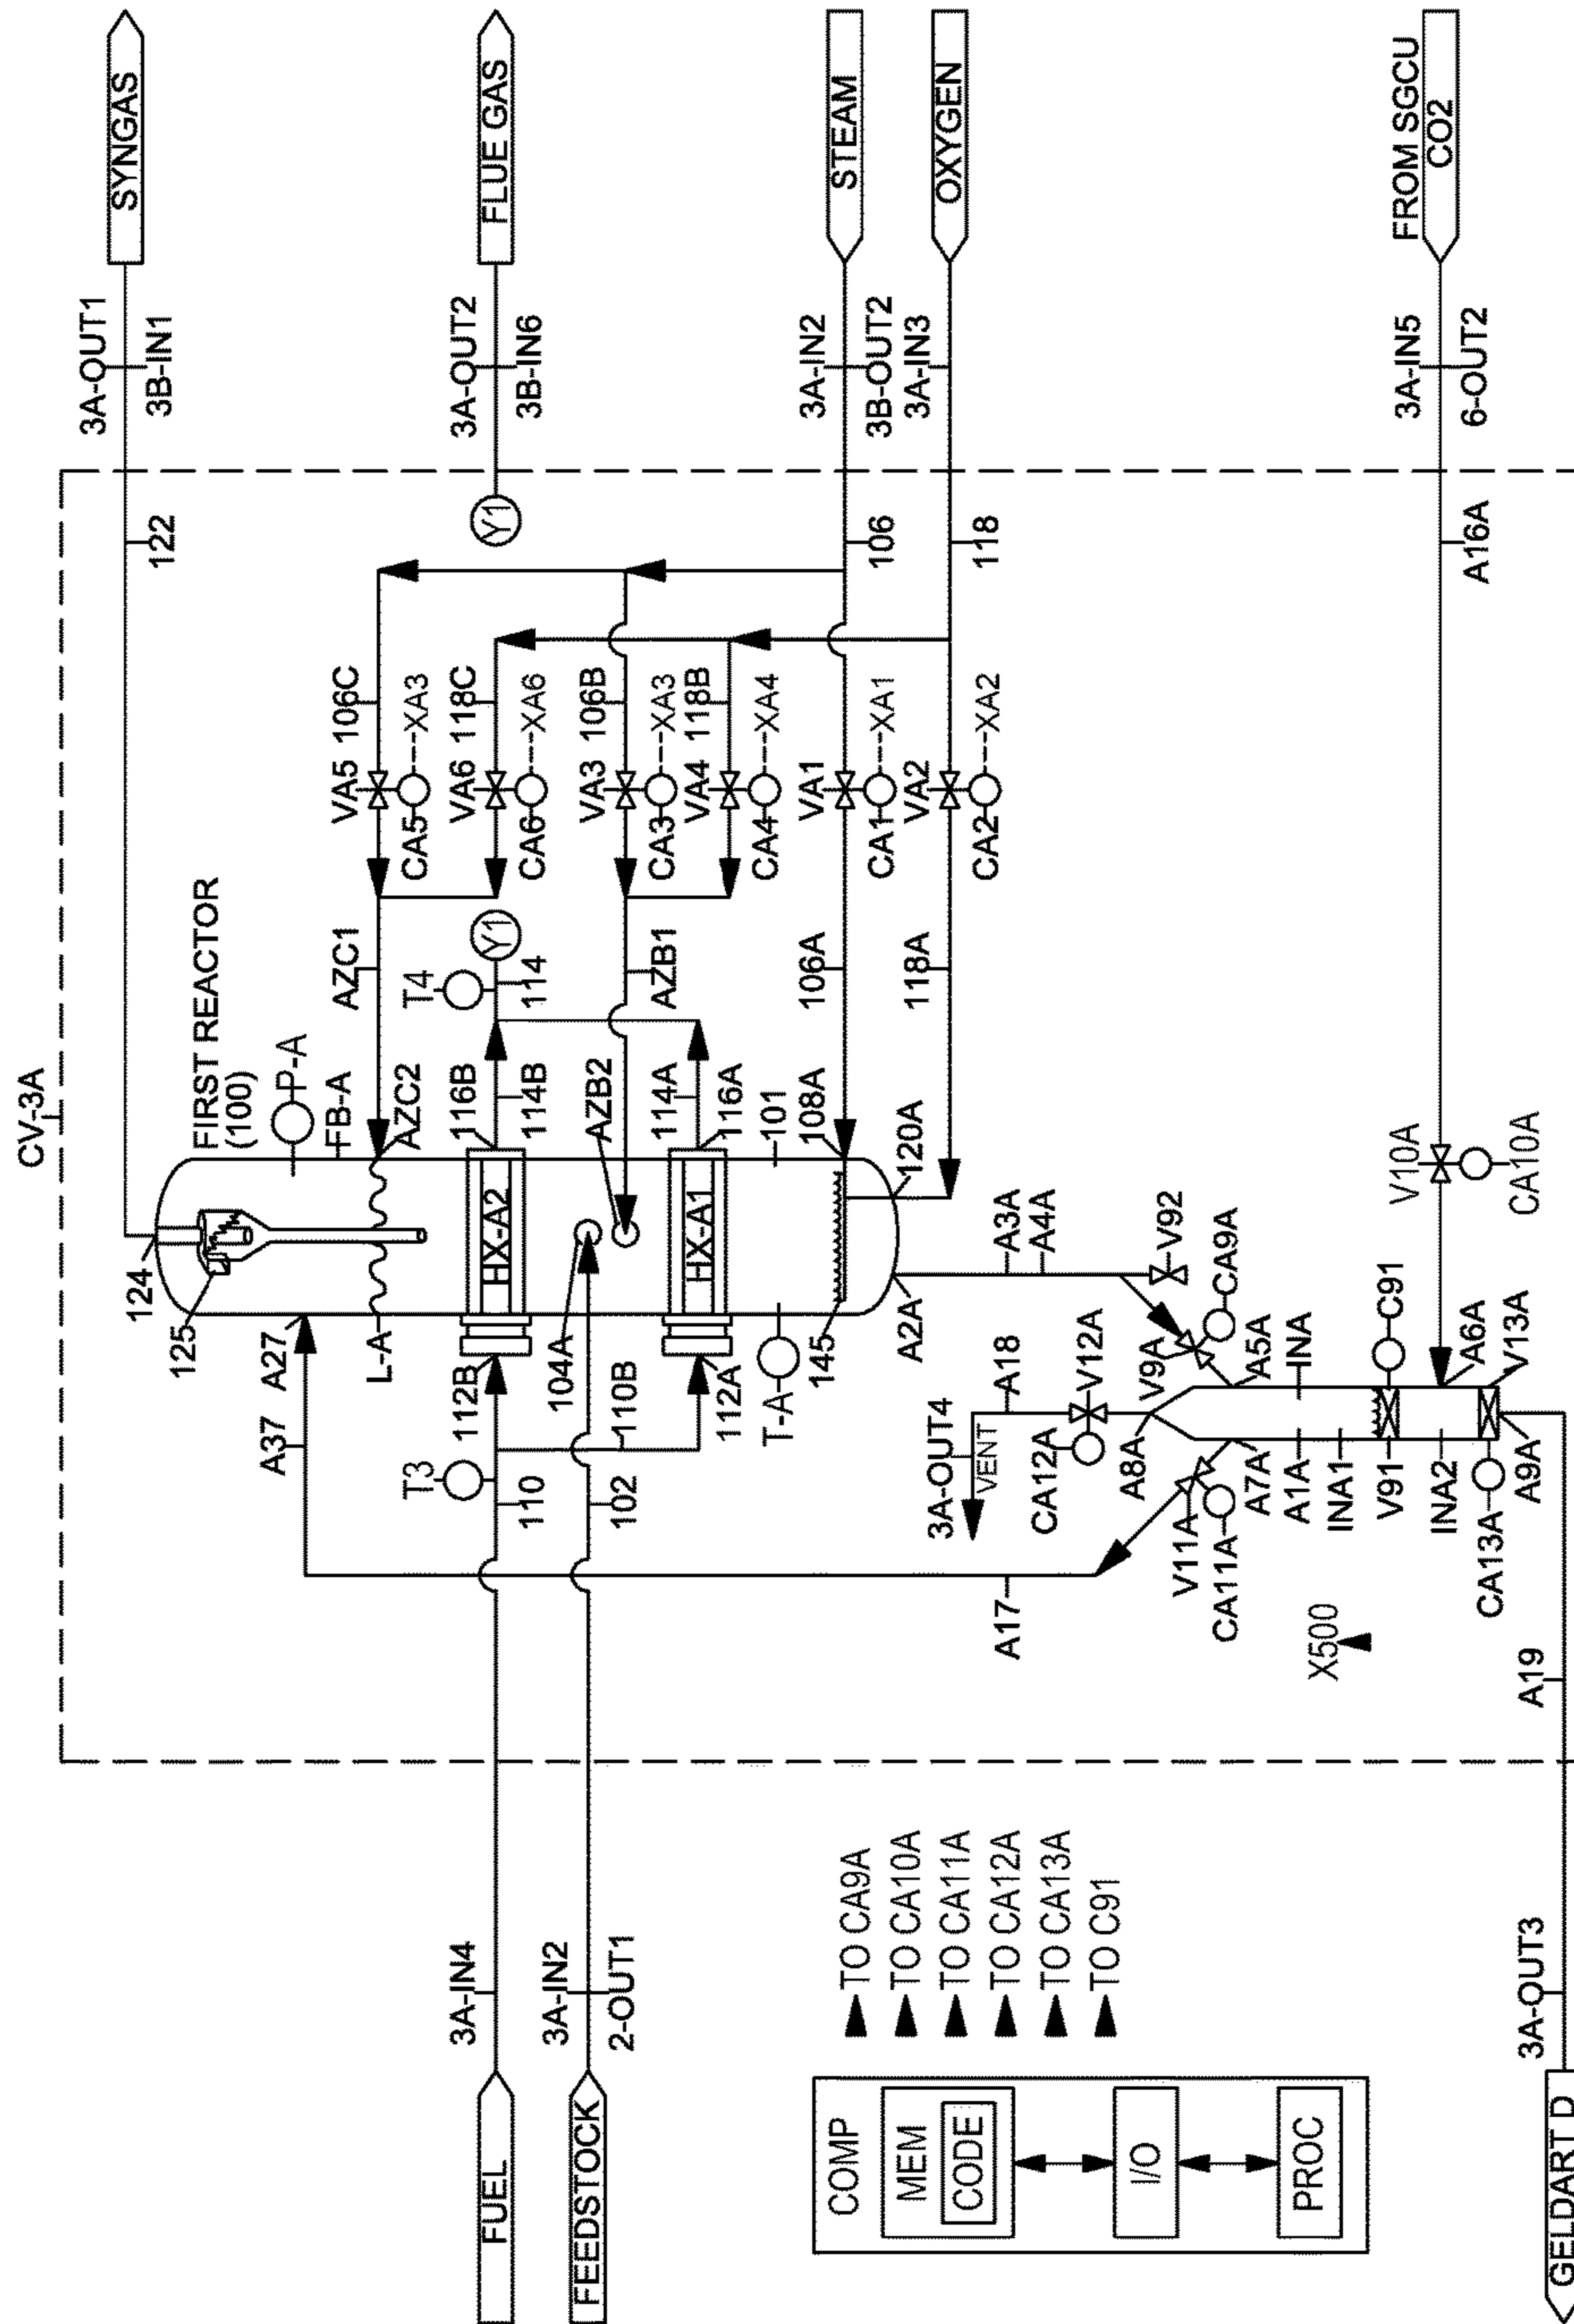 CV-3A
SYNGAS
3A-OUT1
3B-IN1
122
FLUE GAS
3A-OUT2
3B-IN6
Y1
STEAM
3A-IN2
3B-OUT2
106
OXYGEN
3A-IN3
118
FROM SGCU
CO2
3A-IN5
6-OUT2
A16A
VA5
106C
CA5
XA3
VA6
118C
CA6
XA6
VA3
106B
CA3
XA3
VA4
118B
CA4
XA4
VA1
CA1
XA1
VA2
CA2
XA2
FIRST REACTOR
(100)
P-A
FB-A
AZC1
AZC2
T4
Y1
114
116B
114B
AZB1
AZB2
114A
116A
101
106A
108A
118A
120A
124
125
A27
L-A
HX-A2
HX-A1
112B
104A
110B
112A
T-A
145
A2A
A3A
A4A
V92
V9A
CA9A
A5A
INA
C91
A6A
V13A
V10A
CA10A
A37
T3
110
102
3A-OUT4
VENT
A18
V12A
CA12A
A8A
V11A
CA11A
A7A
A1A
INA1
V91
INA2
CA13A
A9A
A17
X500
A19
FUEL
3A-IN4
FEEDSTOCK
3A-IN2
2-OUT1
COMP
MEM
CODE
I/O
PROC
TO CA9A
TO CA10A
TO CA11A
TO CA12A
TO CA13A
TO C91
GELDART D
3A-OUT3